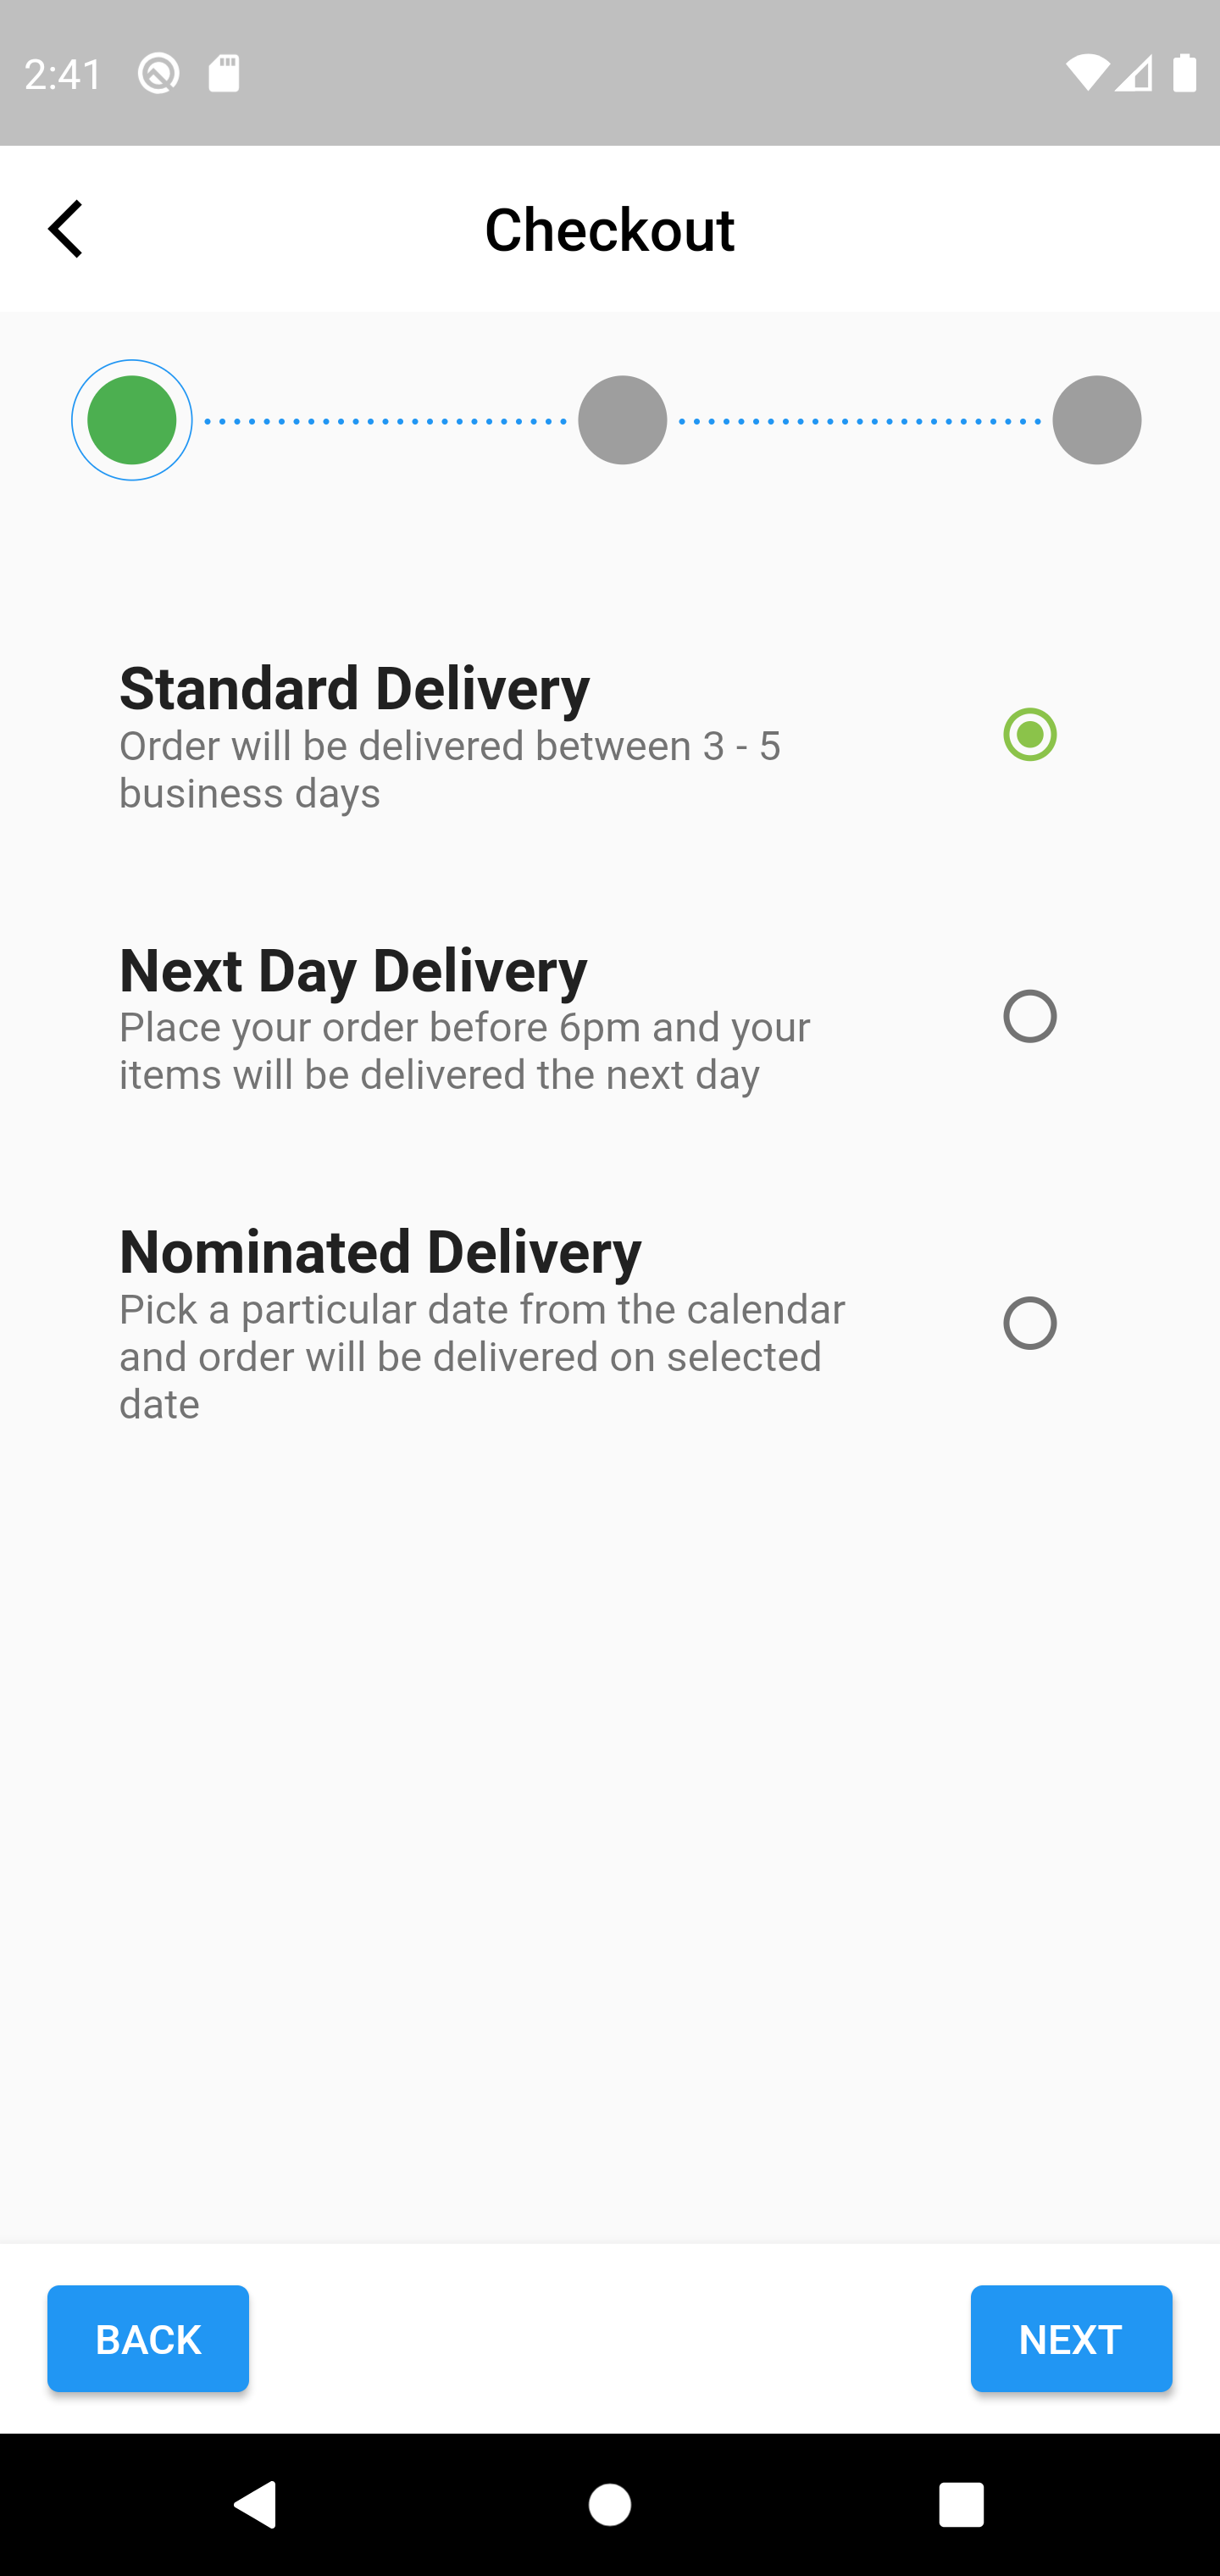 2:41
Checkout
Standard Delivery
Order will be delivered between 3 - 5
business days
Next Day Delivery
Place your order before 6pm and your
items will be delivered the next day
Nominated Delivery
Pick a particular date from the calendar
and order will be delivered on selected
date
BACK
NEXT